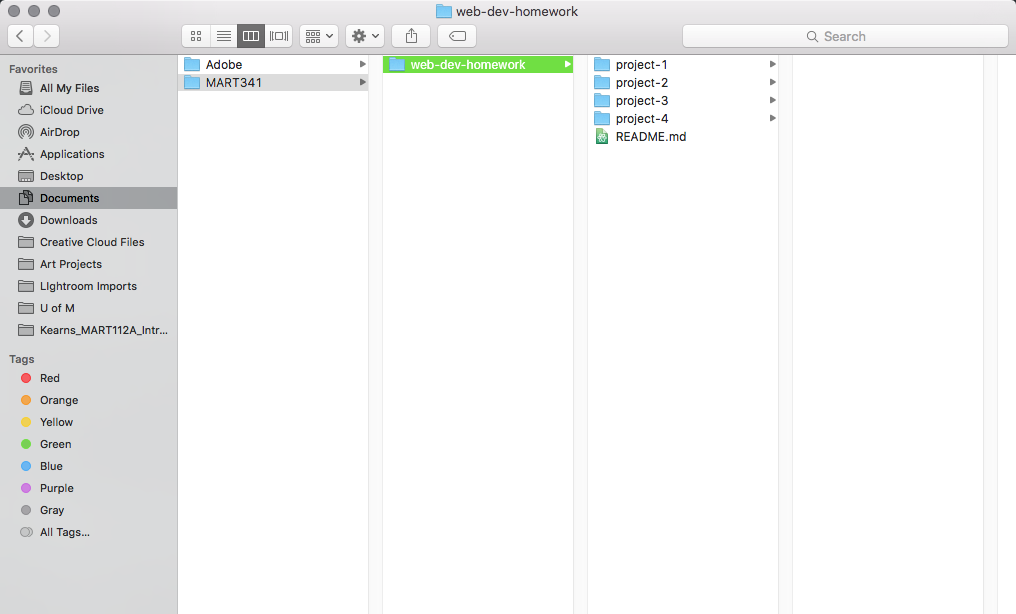 web-dev-homework
Search
Favorites
All My Files
iCloud Drive
AirDrop
Applications
Desktop
Documents
Downloads
Creative Cloud Files
Art Projects
LIghtroom Imports
U of M
Kearns_MART112A_Intr...
Tags
Red
Orange
Yellow
Green
Blue
Purple
Gray
All Tags...
Adobe
MART341
web-dev-homework
project-1
project-2
project-3
project-4
README.md